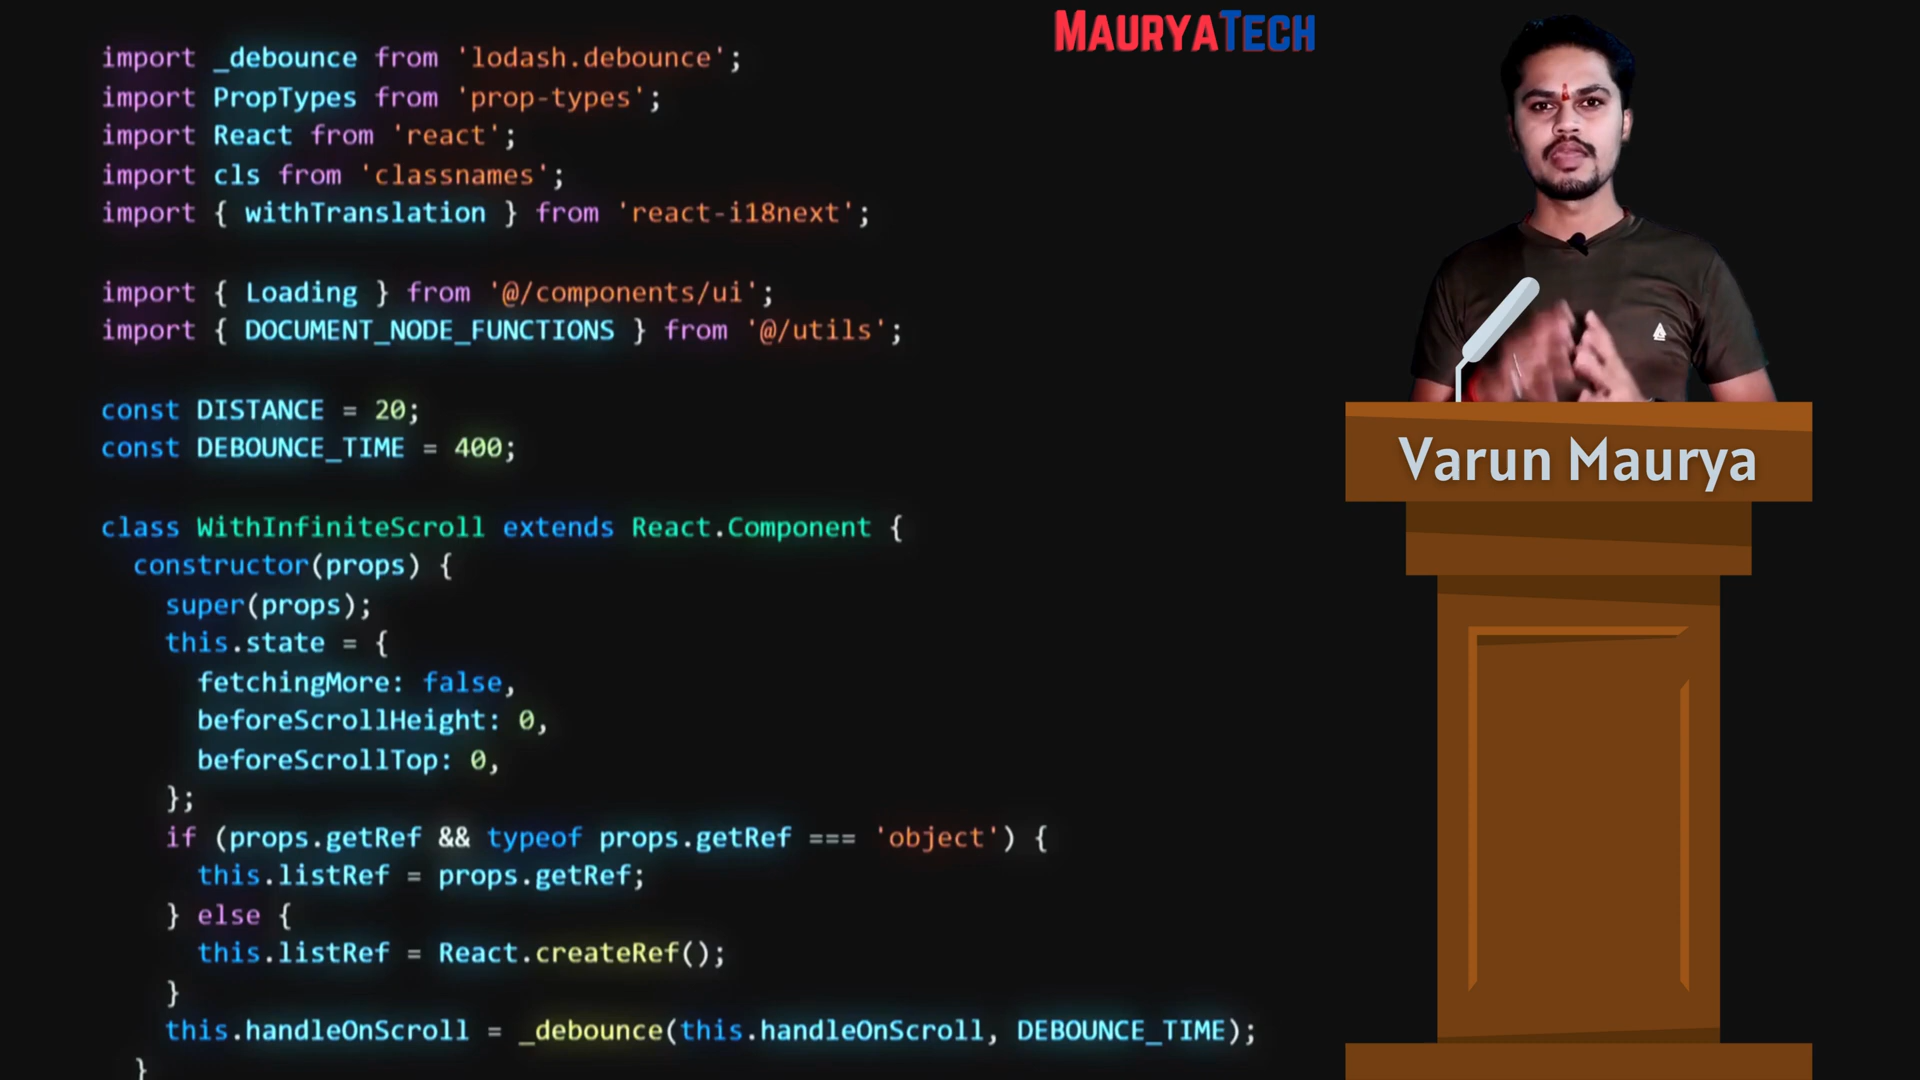 import _debounce from 'lodash.debounce';
import PropTypes from 'prop-types';
import React from 'react';
import cls from 'classnames';
import { withTranslation } from 'react-i18next';
import { Loading } from '@/components/ui';
import { DOCUMENT_NODE_FUNCTIONS } from '@/utils';
const DISTANCE = 20;
const DEBOUNCE_TIME = 400;
class WithInfiniteScroll extends React.Component {
constructor(props) {
super(props);
this.state = {
fetchingMore: false,
beforeScrollHeight: 0,
beforeScrollTop: 0,
};
if (props.getRef && typeof props.getRef === 'object') {
this.listRef = props.getRef;
} else {
this.listRef = React.createRef();
}
this.handleOnScroll = _debounce(this.handleOnScroll, DEBOUNCE_TIME);
}
MAURYATECH
Varun Maurya